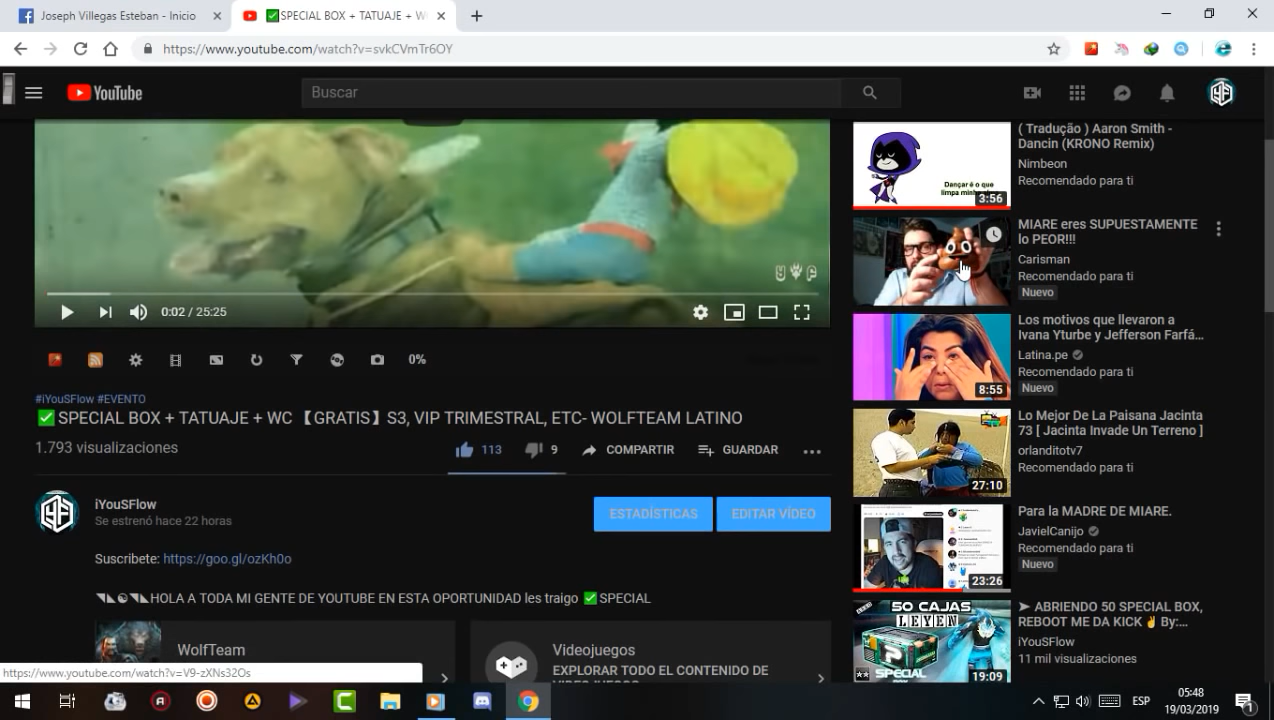 Joseph Villegas Esteban - Inicio
✅SPECIAL BOX + TATUAJE + WC
https://www.youtube.com/watch?v=svkCVmTr6OY
YouTube
Buscar
0:02 / 25:25
0%
#iYouSFlow #EVENTO
✅SPECIAL BOX + TATUAJE + WC【GRATIS】S3, VIP TRIMESTRAL, ETC- WOLFTEAM LATINO
1.793 visualizaciones
113
9
COMPARTIR
GUARDAR
iYouSFlow
Se estrenó hace 22 horas
ESTADÍSTICAS
EDITAR VÍDEO
Suscribete: https://goo.gl/ozKh0o
◥◣☯◥◣HOLA A TODA MI GENTE DE YOUTUBE EN ESTA OPORTUNIDAD les traigo ✅SPECIAL
WolfTeam
Videojuegos
EXPLORAR TODO EL CONTENIDO DE
VIDEOJUEGOS
https://www.youtube.com/watch?v=V9-zXNs32Os
Dançar é o que
3:56
( Tradução ) Aaron Smith -
Dancin (KRONO Remix)
Nimbeon
Recomendado para ti
MIARE eres SUPUESTAMENTE
lo PEOR!!!
Carisman
Recomendado para ti
Nuevo
8:55
Los motivos que llevaron a
Ivana Yturbe y Jefferson Farfá...
Latina.pe
Recomendado para ti
Nuevo
27:10
Lo Mejor De La Paisana Jacinta
73 [ Jacinta Invade Un Terreno ]
orlanditotv7
Recomendado para ti
23:26
Para la MADRE DE MIARE.
JavielCanijo
Recomendado para ti
Nuevo
50 CAJAS
LEYEN
SPECIAL
19:09
➤ ABRIENDO 50 SPECIAL BOX,
REBOOT ME DA KICK ✌ By:...
iYouSFlow
11 mil visualizaciones
ESP
05:48
19/03/2019
1